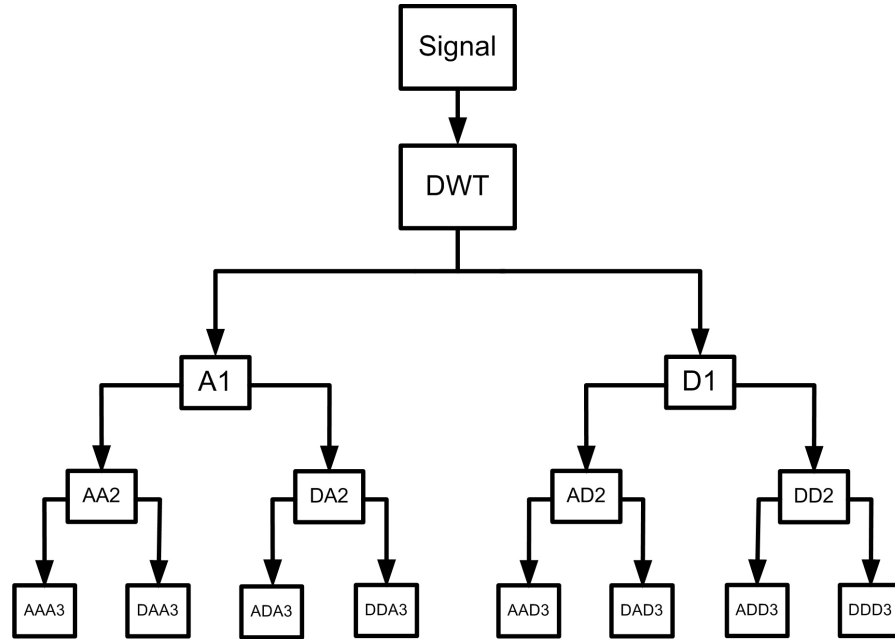 Signal
DWT
A1
D1
AA2
DA2
AD2
DD2
AAA3
DAA3
ADA3
DDA3
AAD3
DAD3
ADD3
DDD3